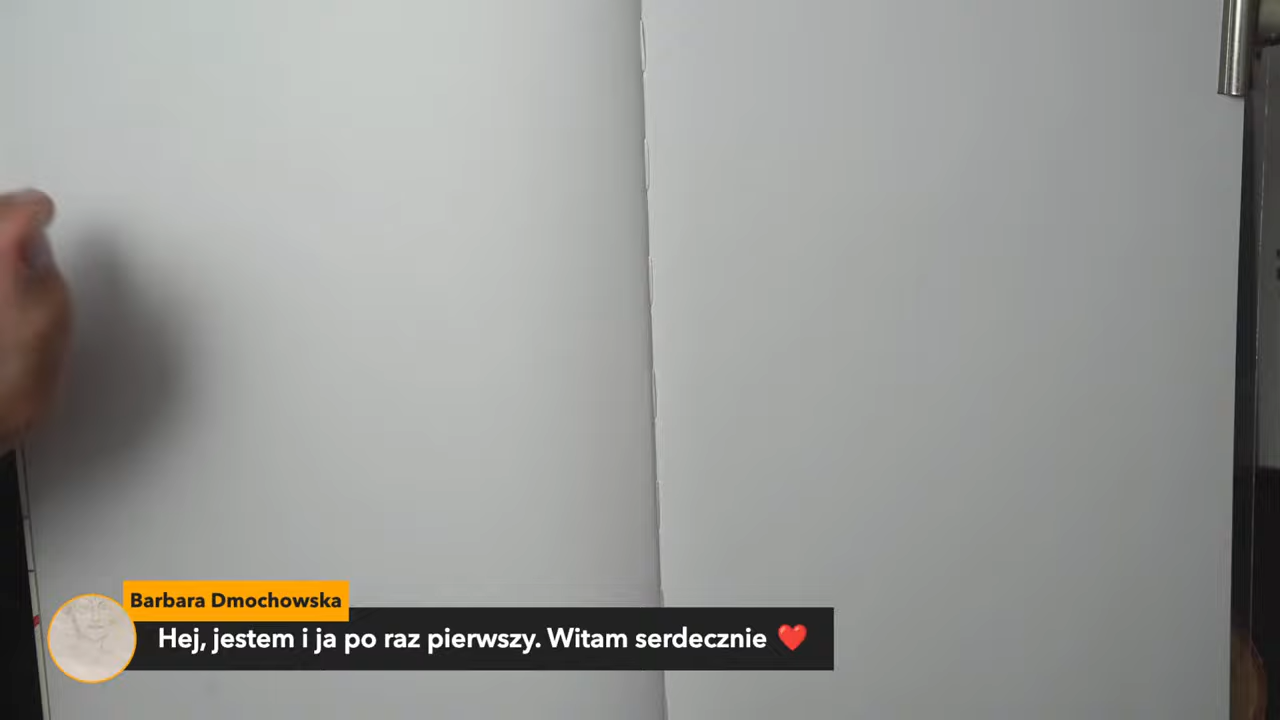 Barbara Dmochowska
Hej, jestem i ja po raz pierwszy. Witam serdecznie ❤️